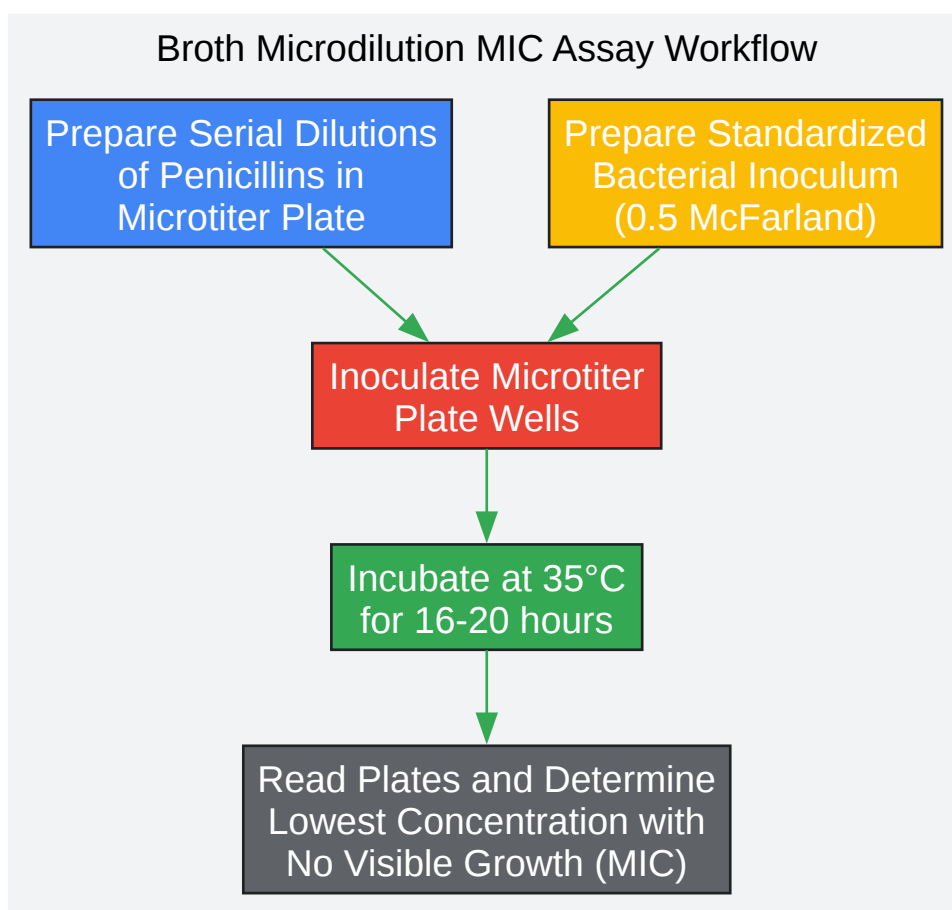 Broth Microdilution MIC Assay Workflow
Prepare Serial Dilutions
of Penicillins in
Microtiter Plate
Prepare Standardized
Bacterial Inoculum
(0.5 McFarland)
Inoculate Microtiter
Plate Wells
Incubate at 35°C
for 16-20 hours
Read Plates and Determine
Lowest Concentration with
No Visible Growth (MIC)